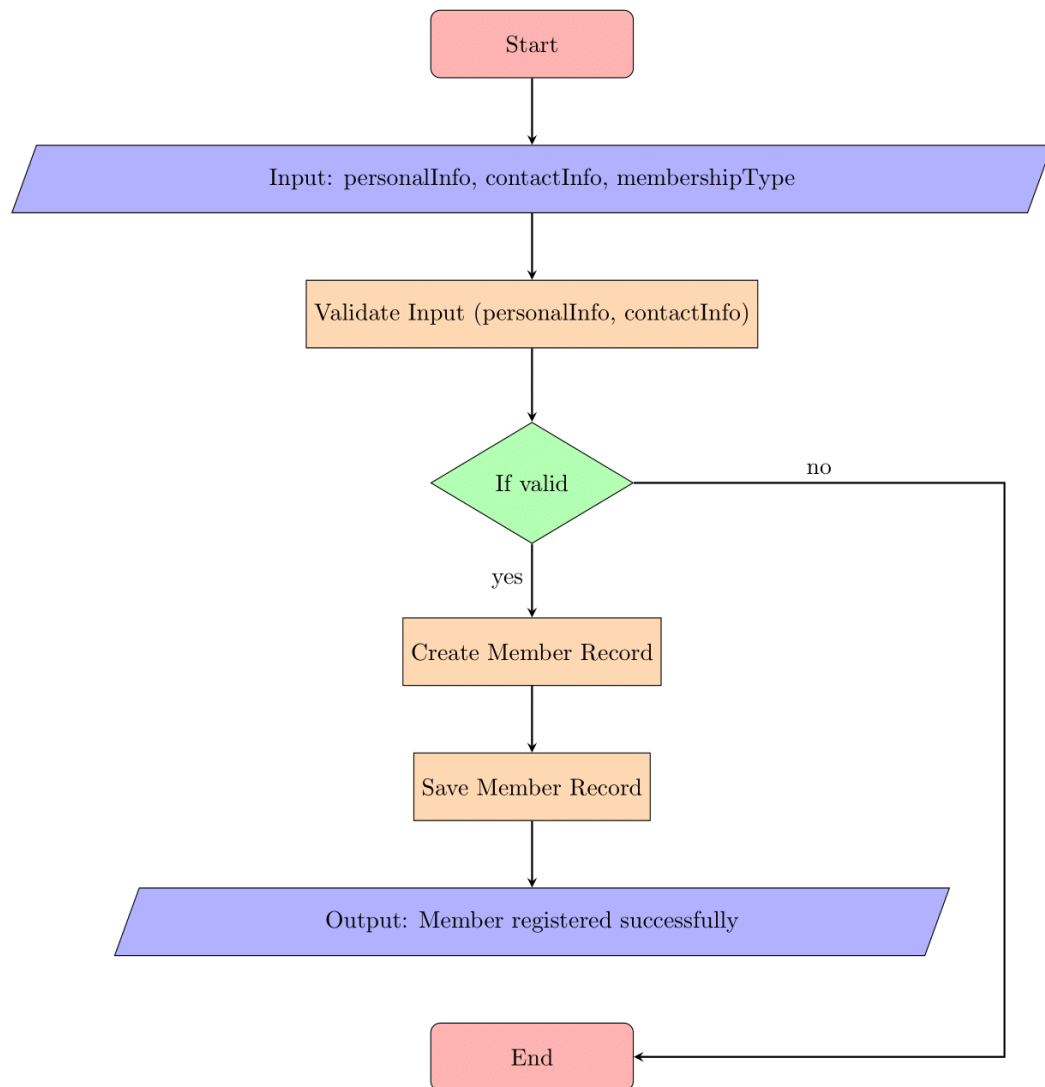 Start
Input: personalInfo, contactInfo, membershipType
Validate Input (personalInfo, contactInfo)
If valid
no
yes
Create Member Record
Save Member Record
Output: Member registered successfully
End